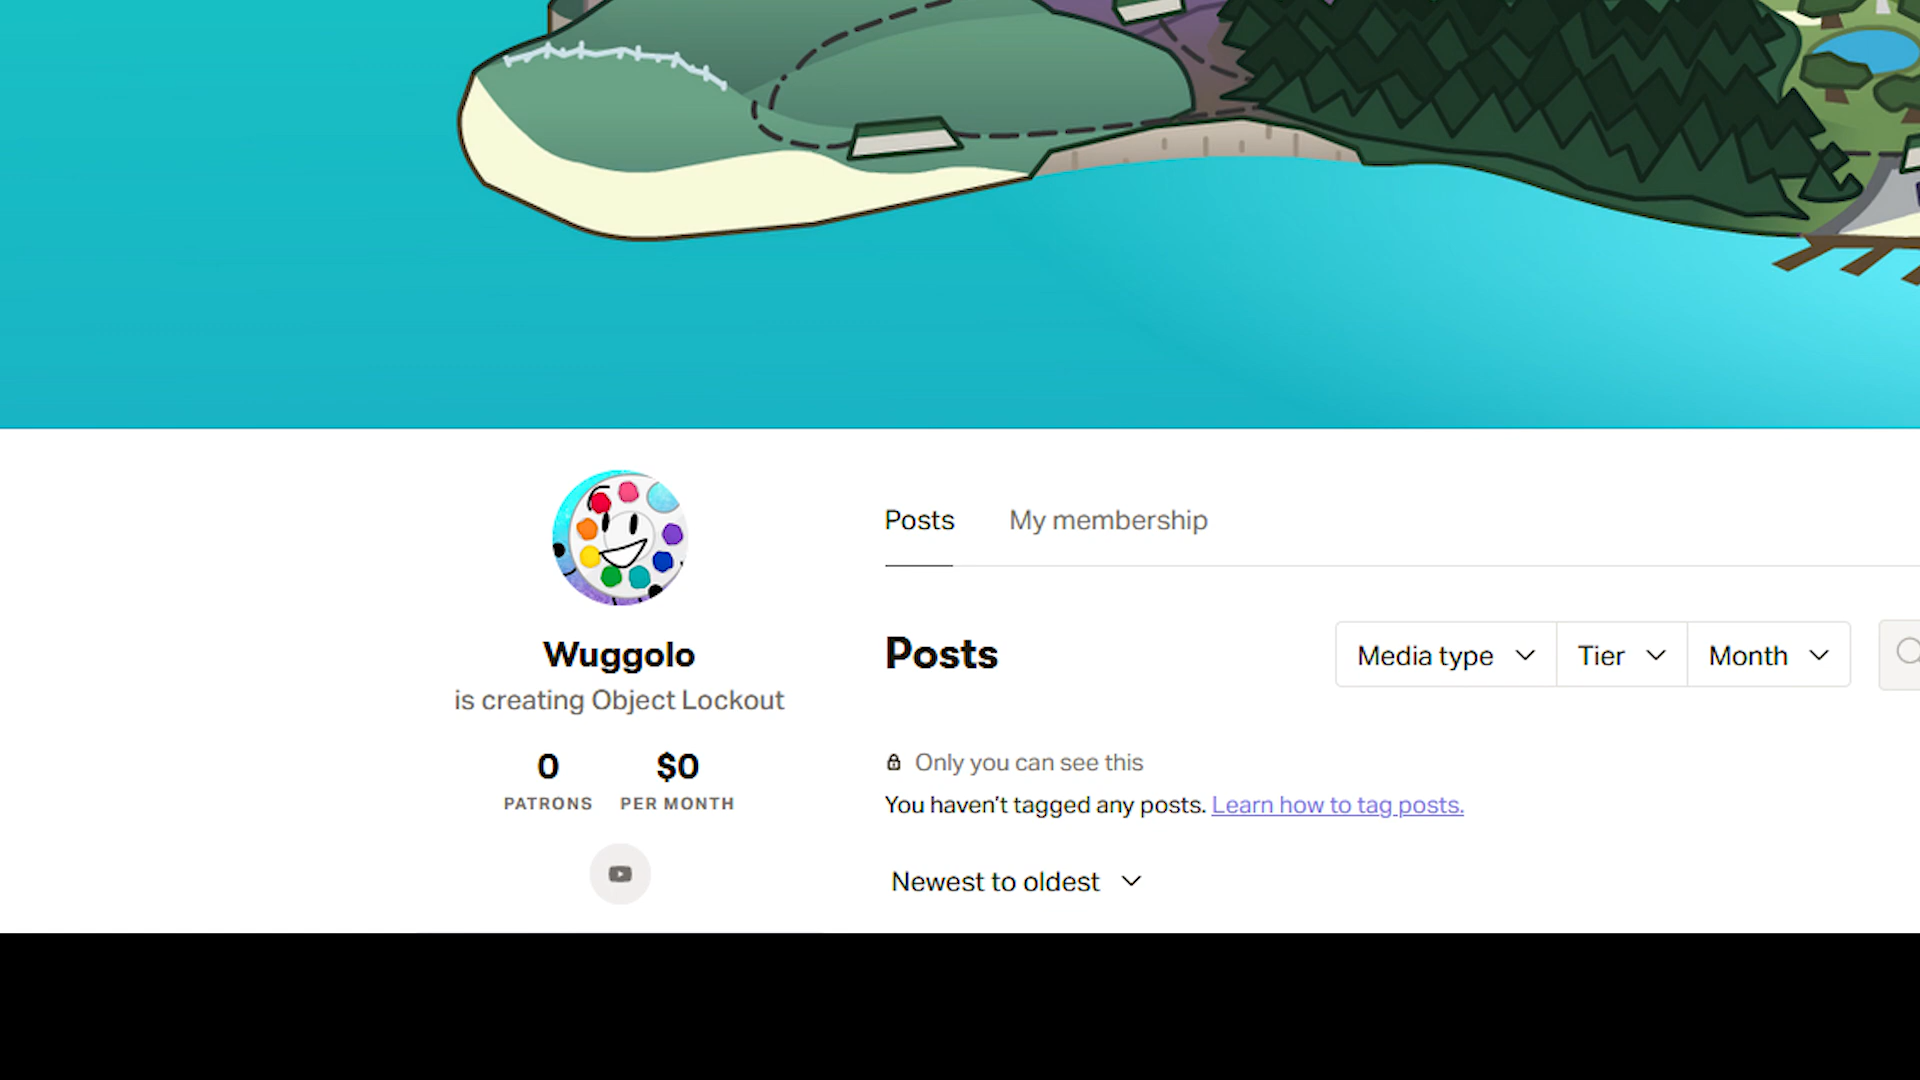 Posts My membership
Wuggolo
is creating Object Lockout
0 $0
PATRONS PER MONTH
Posts
Media type Tier Month
Only you can see this
You haven’t tagged any posts. Learn how to tag posts.
Newest to oldest